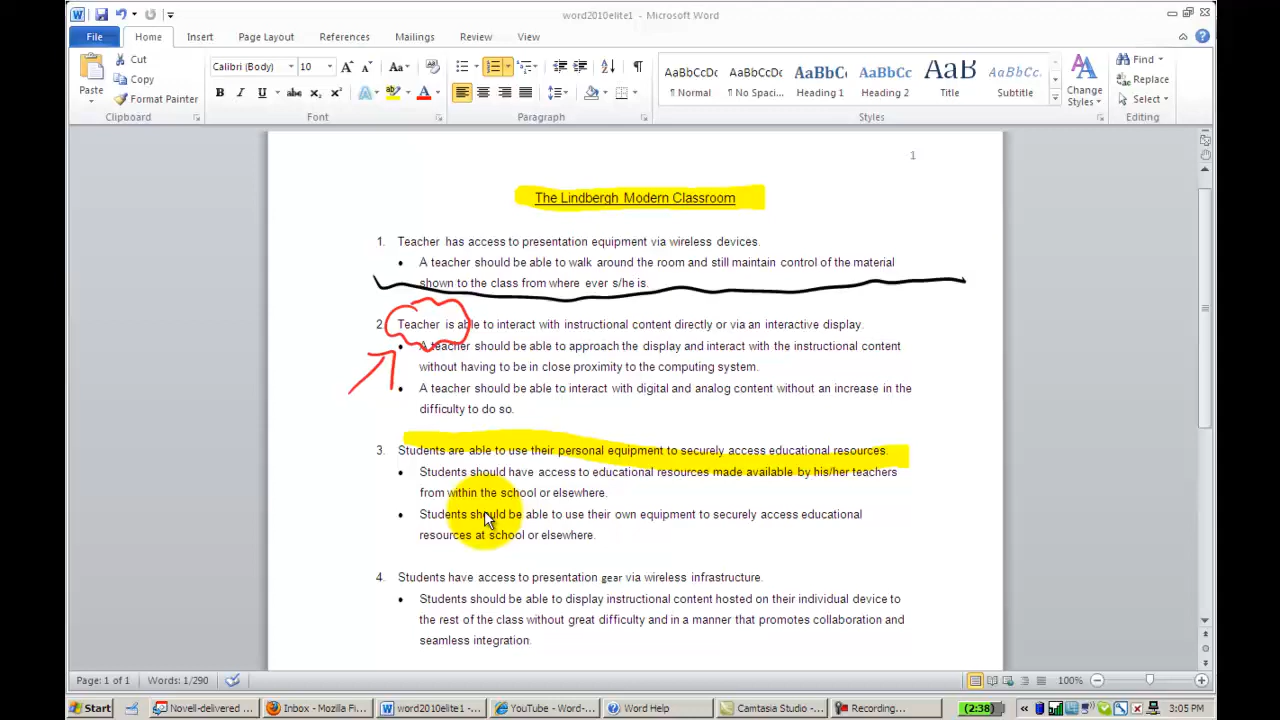 word2010elite1 - Microsoft Word
File Home Insert Page Layout References Mailings Review View
Cut
Copy
Format Painter
Paste
Calibri (Body) 10
AaBbCcDc AaBbCcDc AaBbC AaBbCc AaB AaBbCc.
¶ Normal ¶ No Spaci... Heading 1 Heading 2 Title Subtitle
Change Styles
Find
Replace
Select
Clipboard Font Paragraph Styles Editing
1
The Lindbergh Modern Classroom
1. Teacher has access to presentation equipment via wireless devices.
• A teacher should be able to walk around the room and still maintain control of the material
shown to the class from where ever s/he is.
2. Teacher is able to interact with instructional content directly or via an interactive display.
• A teacher should be able to approach the display and interact with the instructional content
without having to be in close proximity to the computing system.
• A teacher should be able to interact with digital and analog content without an increase in the
difficulty to do so.
3. Students are able to use their personal equipment to securely access educational resources.
• Students should have access to educational resources made available by his/her teachers
from within the school or elsewhere.
• Students should be able to use their own equipment to securely access educational
resources at school or elsewhere.
4. Students have access to presentation gear via wireless infrastructure.
• Students should be able to display instructional content hosted on their individual device to
the rest of the class without great difficulty and in a manner that promotes collaboration and
seamless integration.
Page: 1 of 1 Words: 1/290 100%
Start Novell-delivered ... Inbox - Mozilla Fi... word2010elite1 -... YouTube - Word-... Word Help Camtasia Studio -... Recording... (2:38) 3:05 PM